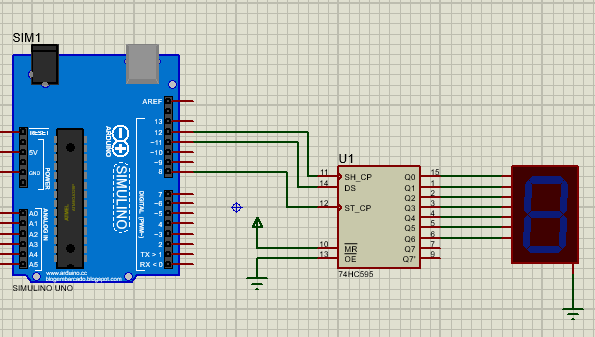 SIM1
AREF
13
12
~11
~10
~9
8
7
~6
~5
4
~3
2
TX > 1
RX < 0
RESET
5V
GND
POWER
A0
A1
A2
A3
A4
A5
ANALOG IN
ARDUINO
SIMULINO
DIGITAL (PWM~)
www.arduino.cc
blogembarcado.blogspot.com
SIMULINO UNO
U1
11 SH_CP Q0 15
14 DS Q1 1
Q2 2
12 ST_CP Q3 3
Q4 4
Q5 5
Q6 6
10 MR Q7 7
13 OE Q7' 9
74HC595